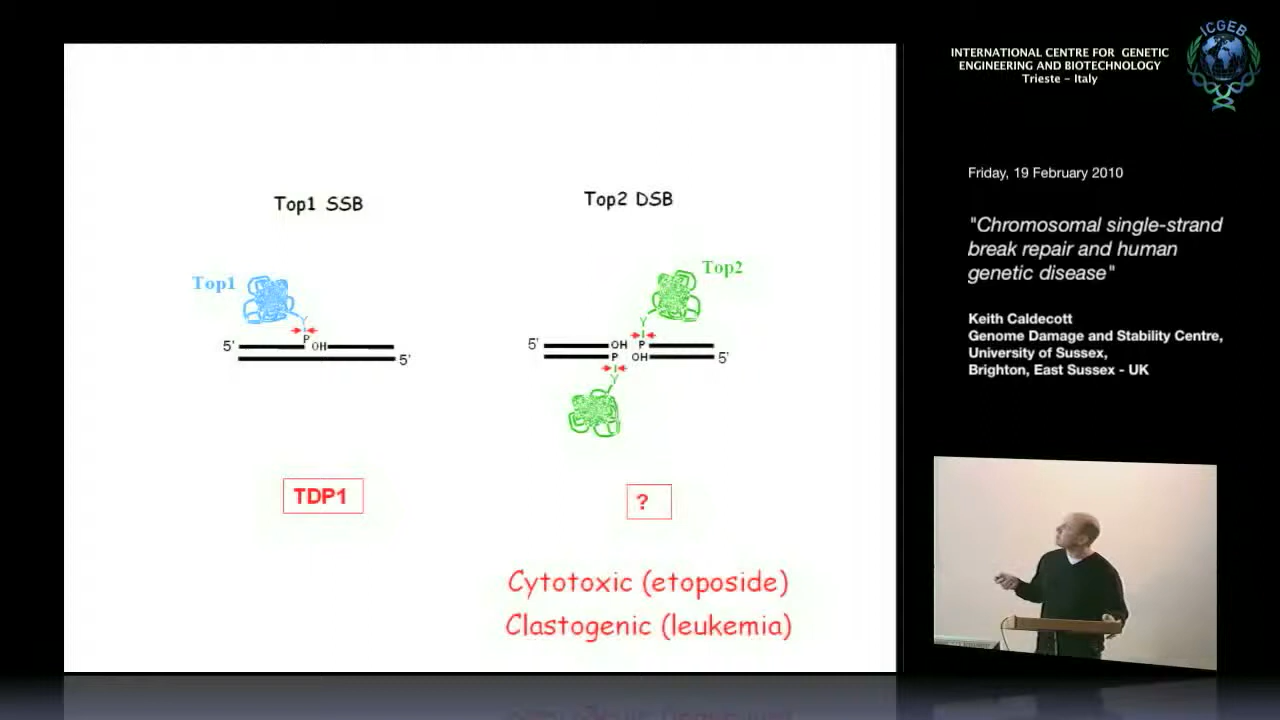 Top1 SSB
Top2 DSB
Top1
Top2
Y
P
OH
5'
5'
Y
OH P
P OH
5'
5'
Y
TDP1
?
Cytotoxic (etoposide)
Clastogenic (leukemia)
INTERNATIONAL CENTRE FOR GENETIC
ENGINEERING AND BIOTECHNOLOGY
Trieste - Italy
ICGEB
Friday, 19 February 2010
"Chromosomal single-strand
break repair and human
genetic disease"
Keith Caldecott
Genome Damage and Stability Centre,
University of Sussex,
Brighton, East Sussex - UK